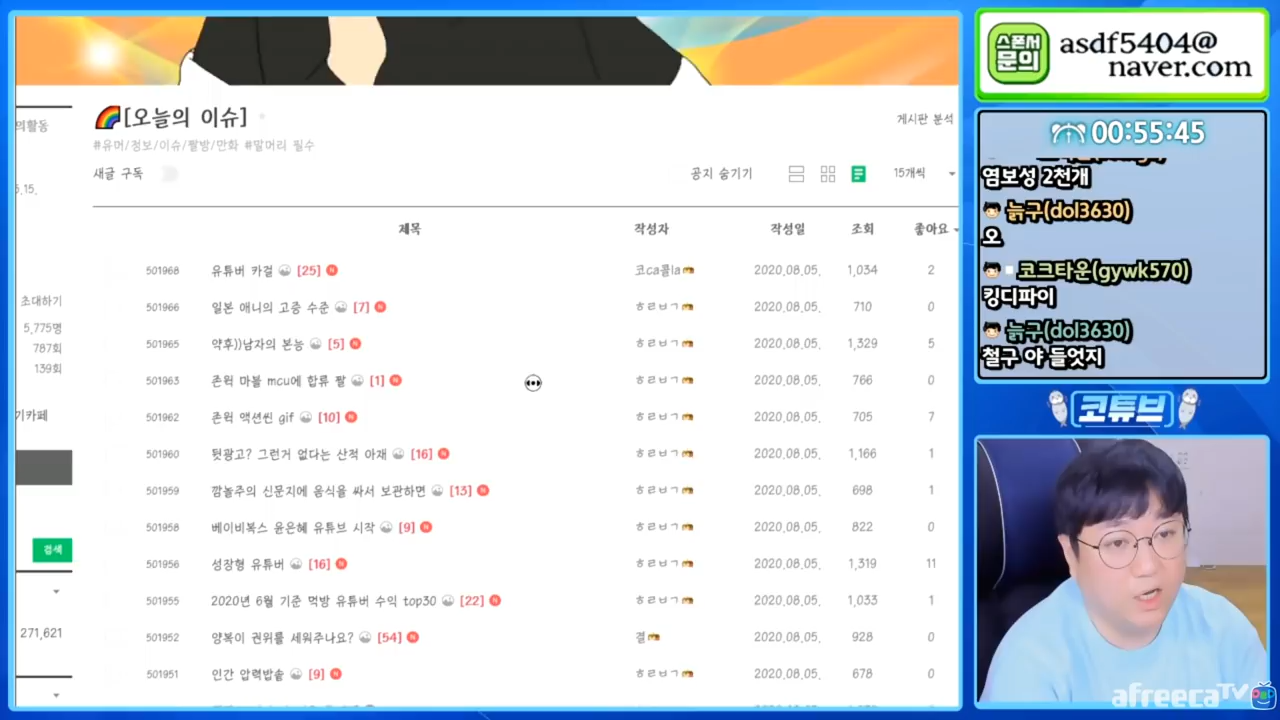 [오늘의 이슈]
#유머/정보/이슈/짤방/만화 #말머리 필수
게시판 분석
새글 구독
공지 숨기기
15개씩
제목 작성자 작성일 조회 좋아요
501968 유튜버 카걸 [25] N 코ca콜la 2020.08.05. 1,034 2
501966 일본 애니의 고증 수준 [7] N ㅎㄹㅂㄱ 2020.08.05. 710 0
501965 약후))남자의 본능 [5] N ㅎㄹㅂㄱ 2020.08.05. 1,329 5
501963 존윅 마블 mcu에 합류 짤 [1] N ㅎㄹㅂㄱ 2020.08.05. 766 0
501962 존윅 액션씬 gif [10] N ㅎㄹㅂㄱ 2020.08.05. 705 7
501960 뒷광고? 그런거 없다는 산적 아재 [16] N ㅎㄹㅂㄱ 2020.08.05. 1,166 1
501959 깜놀주의 신문지에 음식을 싸서 보관하면 [13] N ㅎㄹㅂㄱ 2020.08.05. 698 1
501958 베이비복스 윤은혜 유튜브 시작 [9] N ㅎㄹㅂㄱ 2020.08.05. 822 0
501956 성장형 유튜버 [16] N ㅎㄹㅂㄱ 2020.08.05. 1,319 11
501955 2020년 6월 기준 먹방 유튜버 수익 top30 [22] N ㅎㄹㅂㄱ 2020.08.05. 1,033 1
501952 양복이 권위를 세워주나요? [54] N 결 2020.08.05. 928 0
501951 인간 압력밥솥 [9] N ㅎㄹㅂㄱ 2020.08.05. 678 0
의활동
5.15.
초대하기
5,775명
787회
139회
기카페
검색
271,621
스폰서
문의
asdf5404@
naver.com
00:55:45
염보성 2천개
늙구(dol3630)
오
코크타운(gywk570)
킹디파이
늙구(dol3630)
철구 야 들엇지
코튜브
afreecaTV